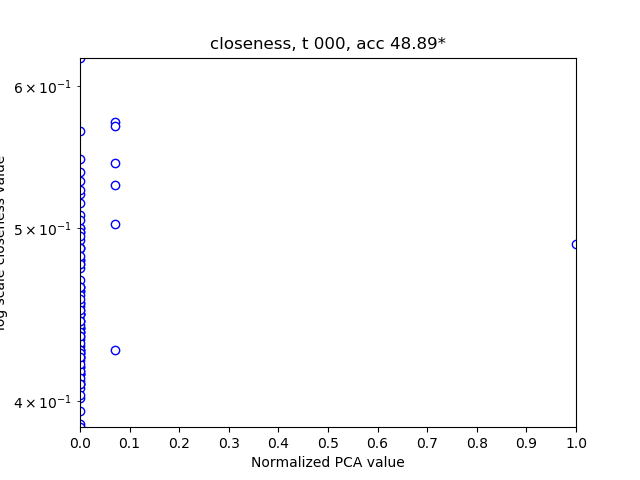 closeness, t 000, acc 48.89*
6 × 10⁻¹
5 × 10⁻¹
4 × 10⁻¹
log scale closeness value
0.0 0.1 0.2 0.3 0.4 0.5 0.6 0.7 0.8 0.9 1.0
Normalized PCA value